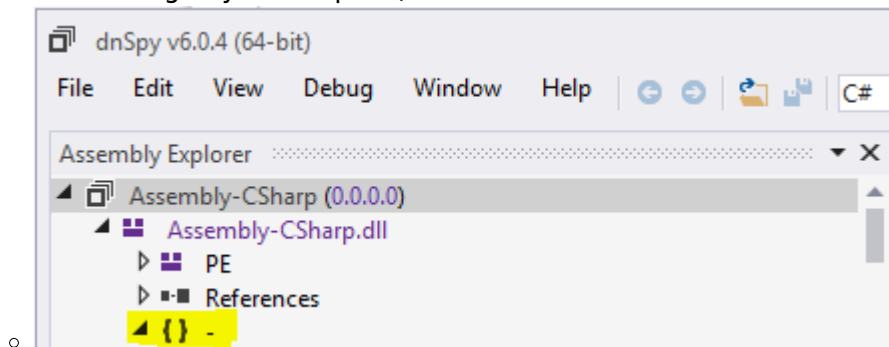 dnSpy v6.0.4 (64-bit)
File Edit View Debug Window Help C#
Assembly Explorer
Assembly-CSharp (0.0.0.0)
Assembly-CSharp.dll
PE
References
{ } -